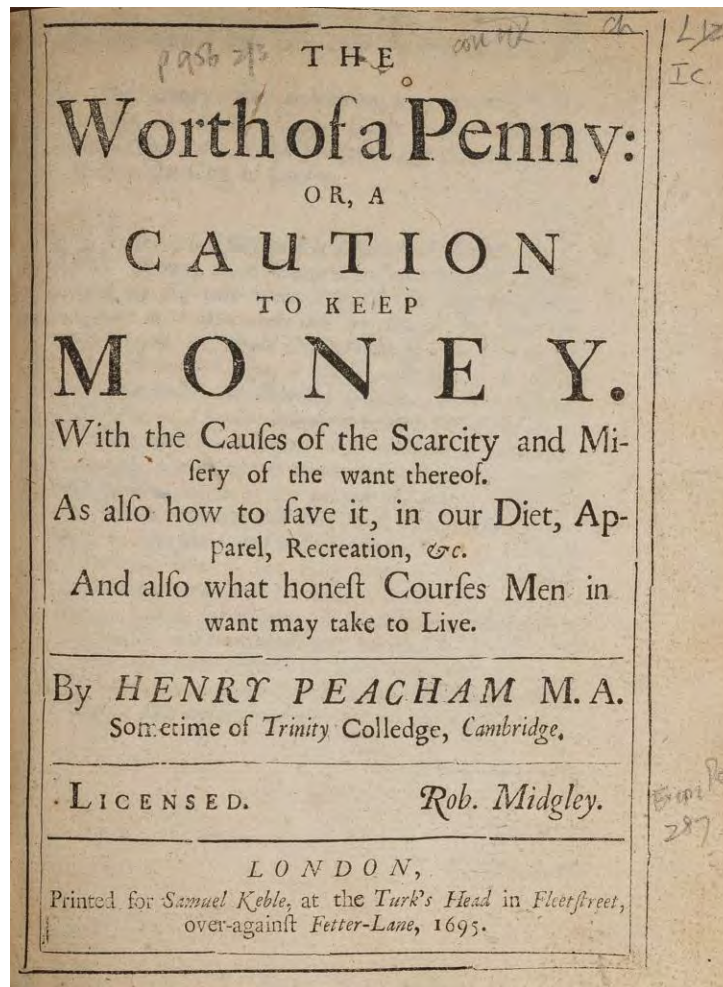 THE
Worth of a Penny:
OR, A
CAUTION
TO KEEP
MONEY.
With the Cauſes of the Scarcity and Mi-
ſery of the want thereof.
As alſo how to ſave it, in our Diet, Ap-
parel, Recreation, &c.
And alſo what honeſt Courſes Men in
want may take to Live.
By HENRY PEACHAM M. A.
Sometime of Trinity Colledge, Cambridge.
LICENSED. Rob. Midgley.
LONDON,
Printed for Samuel Keble, at the Turk's Head in Fleetſtreet,
over-againſt Fetter-Lane, 1695.